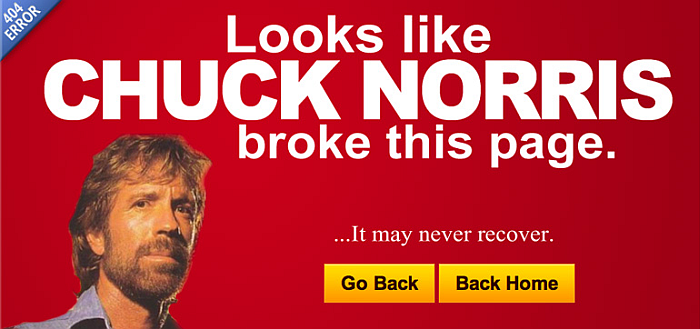 404
ERROR
Looks like
CHUCK NORRIS
broke this page.
...It may never recover.
Go Back
Back Home